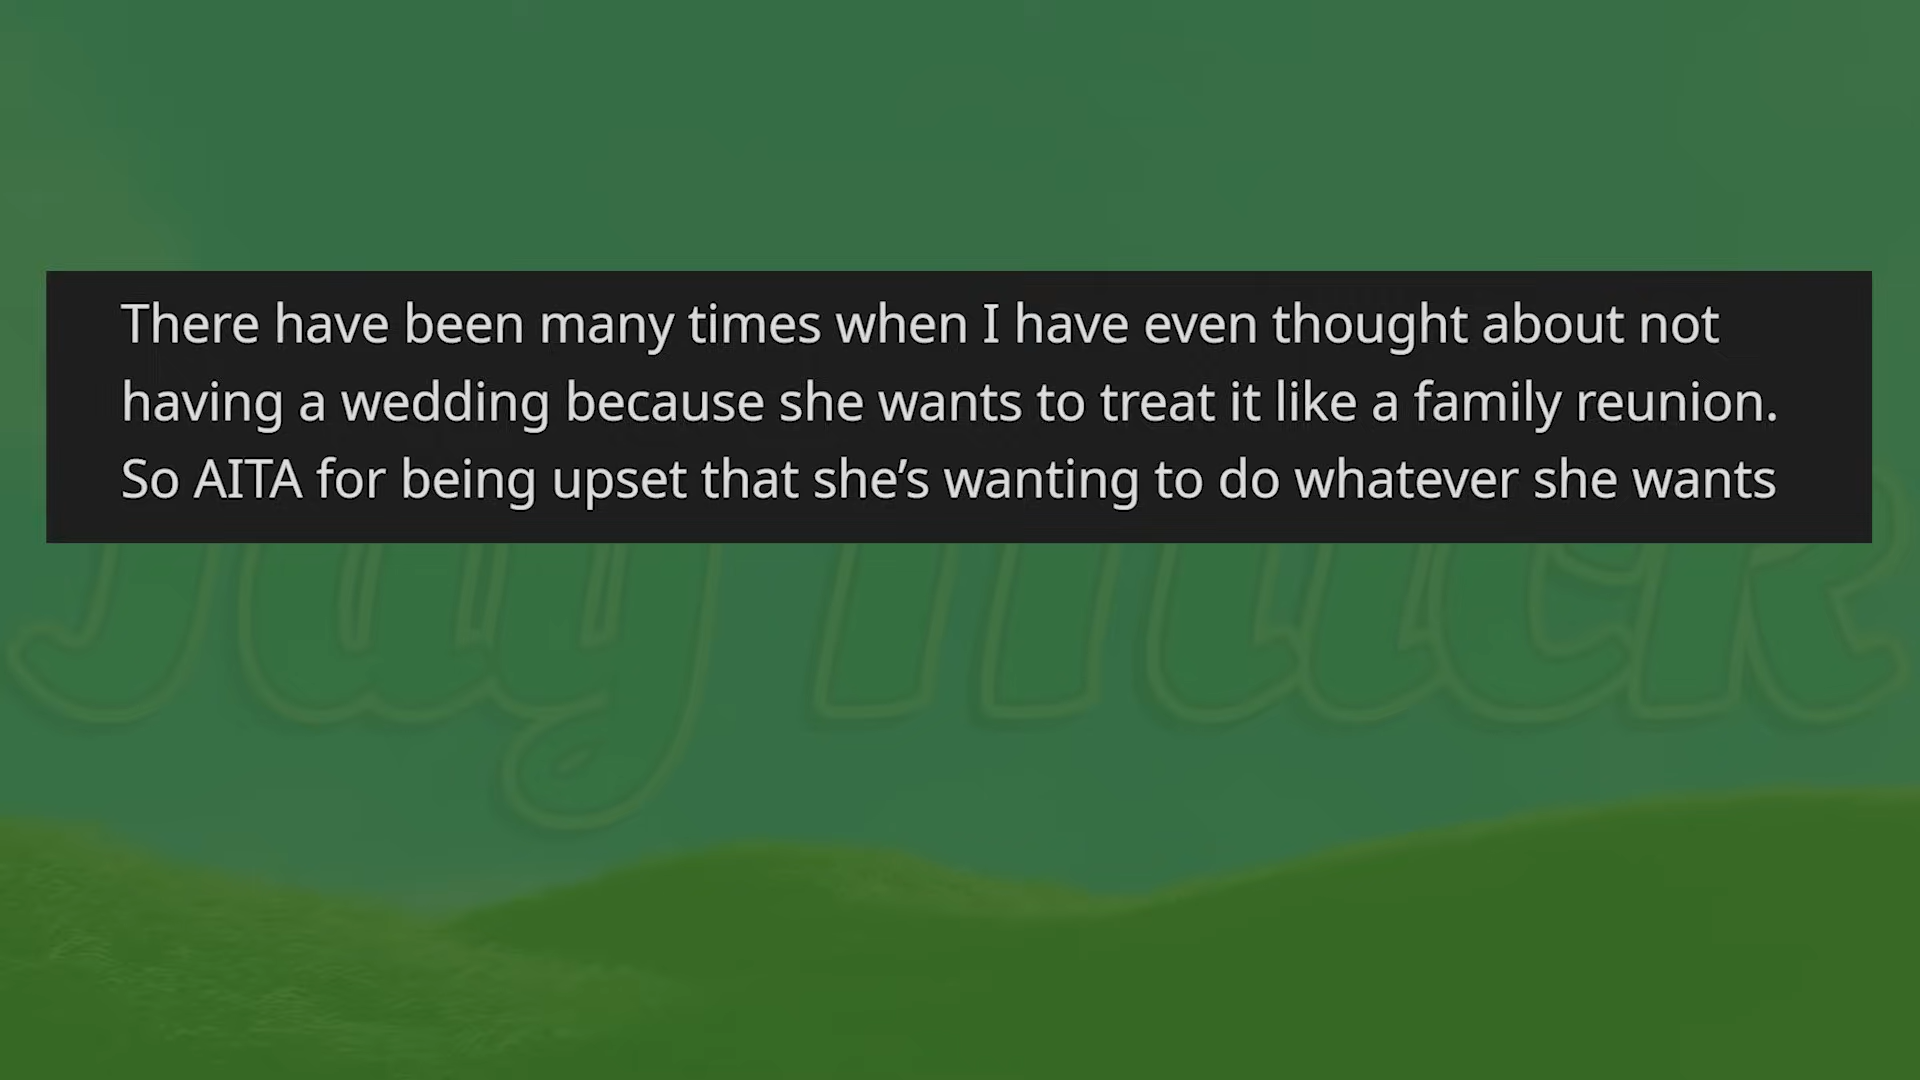 There have been many times when I have even thought about not
having a wedding because she wants to treat it like a family reunion.
So AITA for being upset that she’s wanting to do whatever she wants